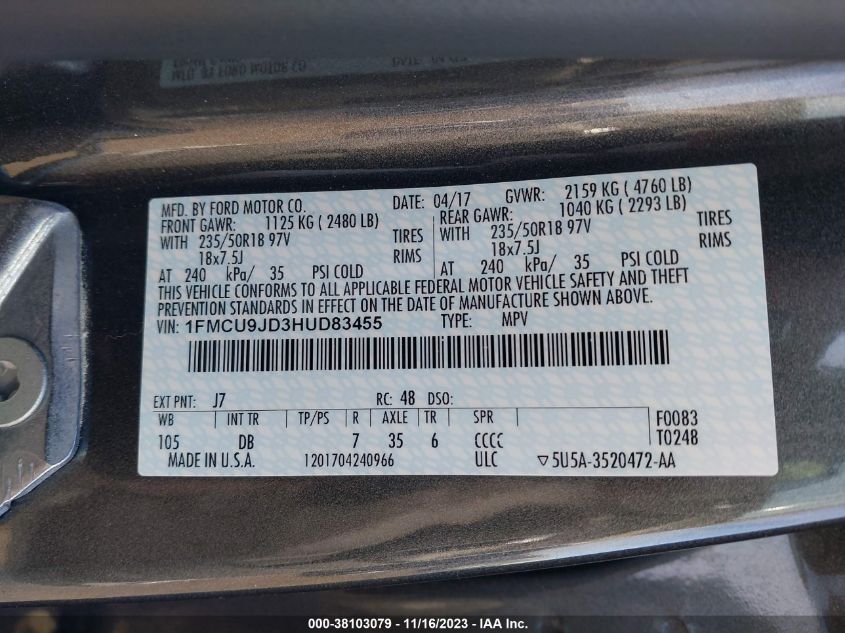 MFD. BY FORD MOTOR CO.
DATE: 04/17 GVWR: 2159 KG ( 4760 LB)
FRONT GAWR: 1125 KG ( 2480 LB) REAR GAWR: 1040 KG ( 2293 LB)
WITH 235/50R18 97V TIRES WITH 235/50R18 97V TIRES
18x7.5J RIMS 18x7.5J RIMS
AT 240 kPa/ 35 PSI COLD AT 240 kPa/ 35 PSI COLD
THIS VEHICLE CONFORMS TO ALL APPLICABLE FEDERAL MOTOR VEHICLE SAFETY AND THEFT
PREVENTION STANDARDS IN EFFECT ON THE DATE OF MANUFACTURE SHOWN ABOVE.
VIN: 1FMCU9JD3HUD83455 TYPE: MPV
EXT PNT: J7 RC: 48 DSO:
WB INT TR TP/PS R AXLE TR SPR F0083
105 DB 7 35 6 CCCC T0248
MADE IN U.S.A. 1201704240966 ULC ▽5U5A-3520472-AA
000-38103079 - 11/16/2023 - IAAI Inc.